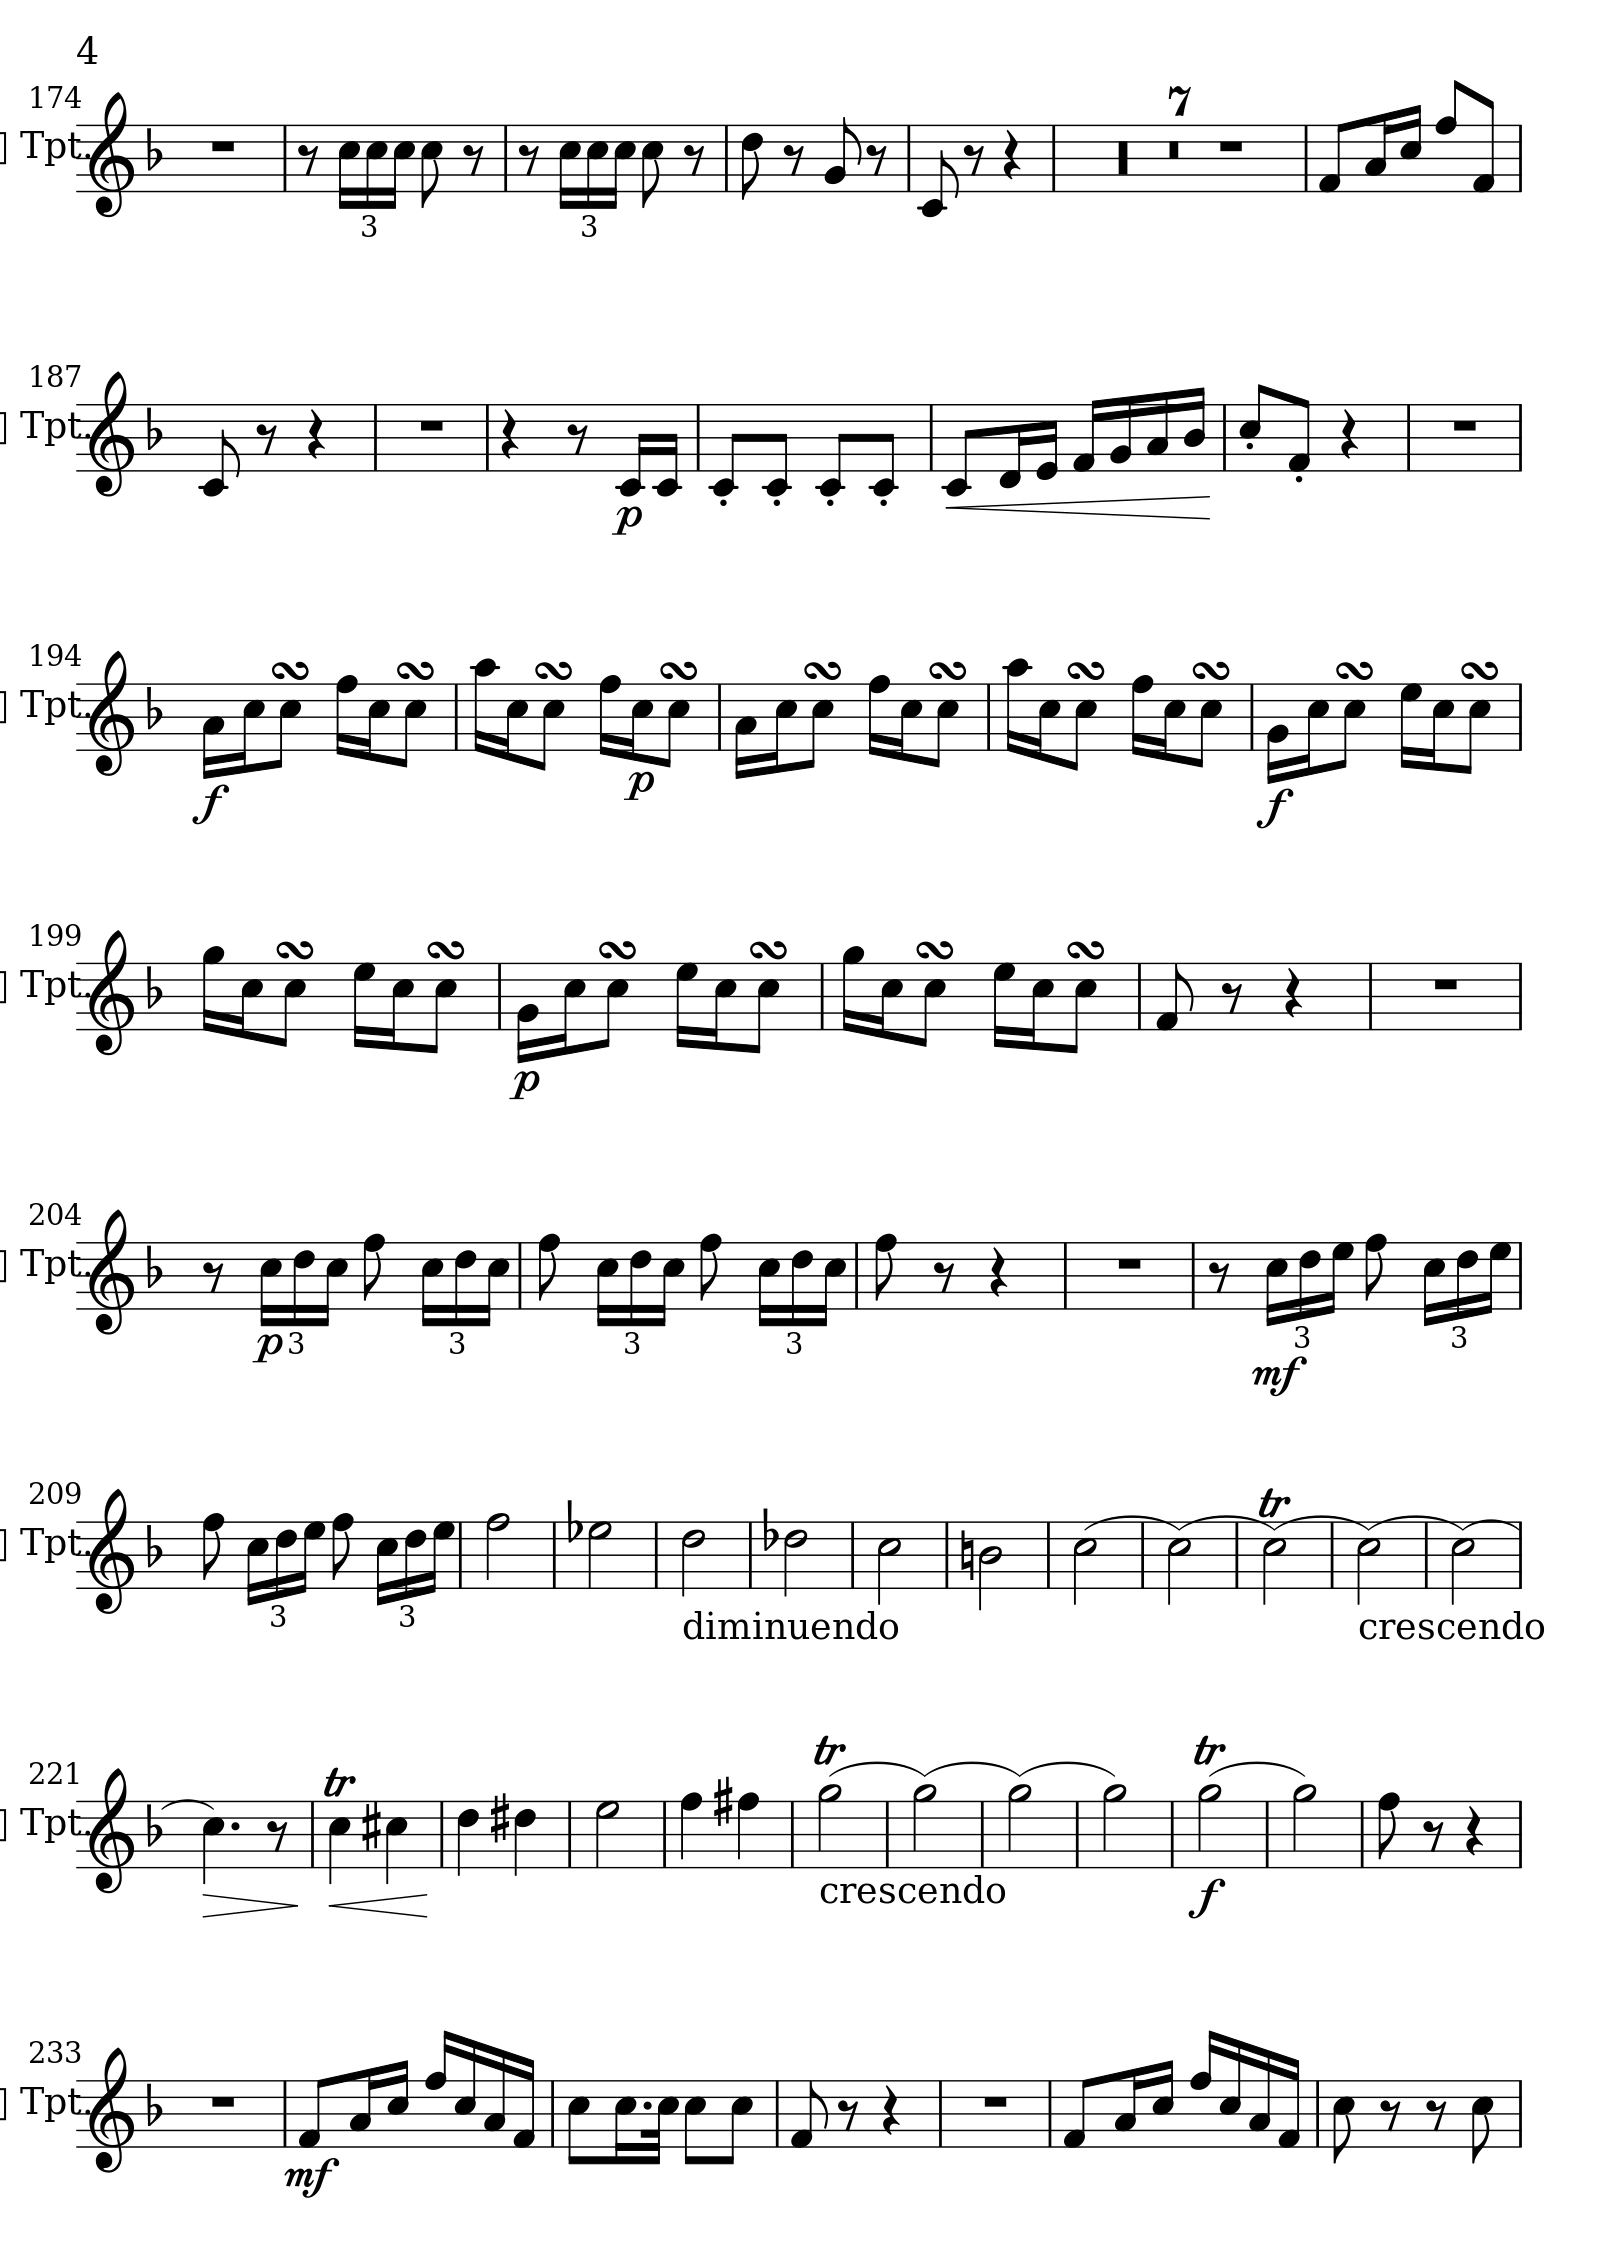 4
174
Tpt.
3
3
7
187
Tpt.
p
194
Tpt.
f p f
199
Tpt.
p
204
Tpt.
p 3 3 3 3 3 3
mf
209
Tpt.
tr
3 3
diminuendo crescendo
221
Tpt.
tr tr tr
crescendo f
233
Tpt.
mf